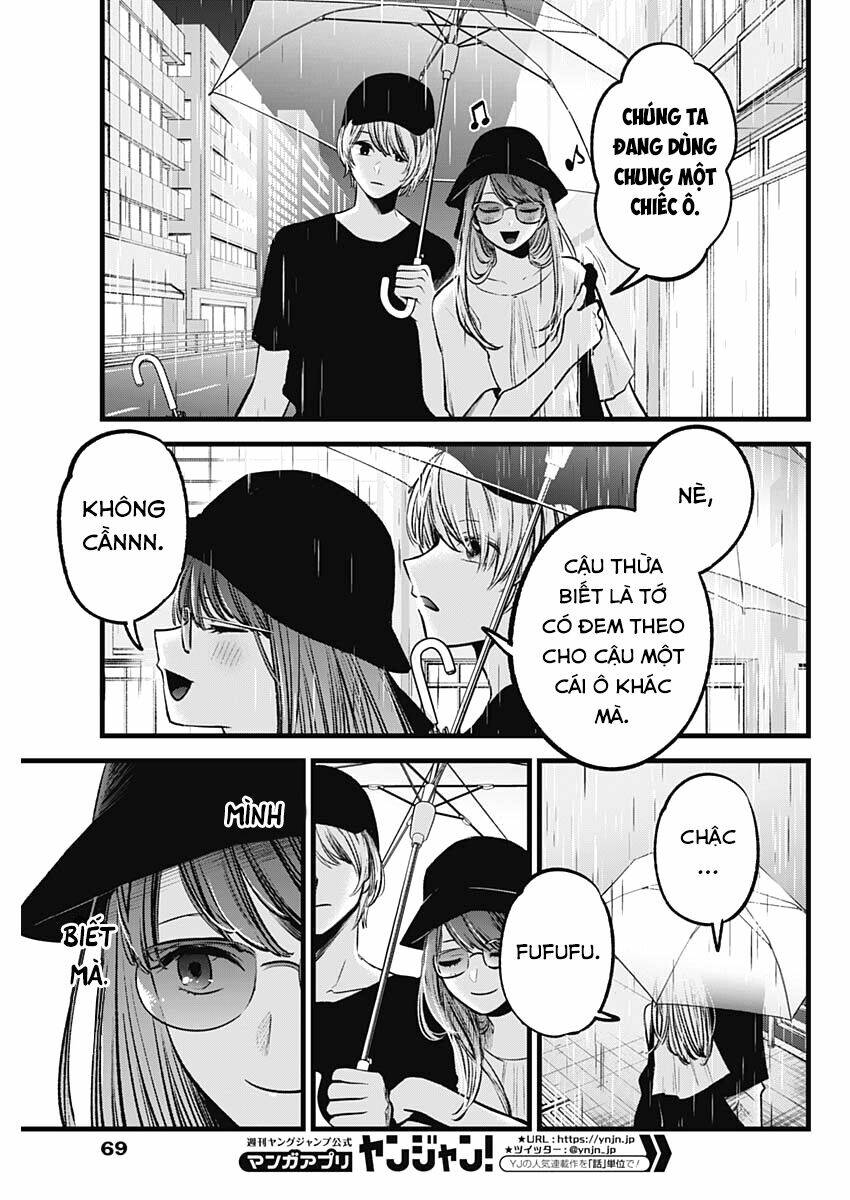 CHÚNG TA
ĐANG DÙNG
CHUNG MỘT
CHIẾC Ô.
NÈ,
CẬU THỪA
BIẾT LÀ TỚ
CÓ ĐEM THEO
CHO CẬU MỘT
CÁI Ô KHÁC
MÀ.
KHÔNG
CẦNNN.
CHẬC
...
FUFUFU.
MÌNH
BIẾT
MÀ.
69
週刊ヤングジャンプ公式
マンガアプリ
ヤンジャン!
★URL : https://ynjn.jp
★ツイッター : @ynjn_jp
YJの人気連載作を「話」単位で!